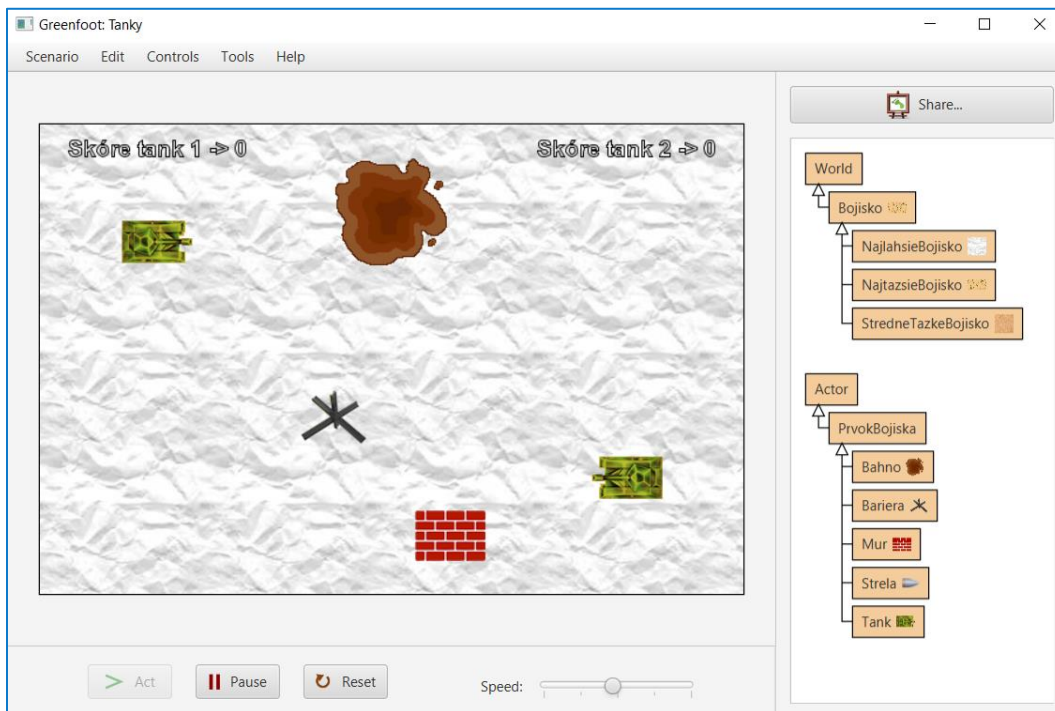 Greenfoot: Tanky
Scenario Edit Controls Tools Help
Share...
Skóre tank 1 -> 0 Skóre tank 2 -> 0
World
Bojisko
NajlahsieBojisko
NajtazsieBojisko
StredneTazkeBojisko
Actor
PrvokBojiska
Bahno
Bariera
Mur
Strela
Tank
Act Pause Reset Speed: